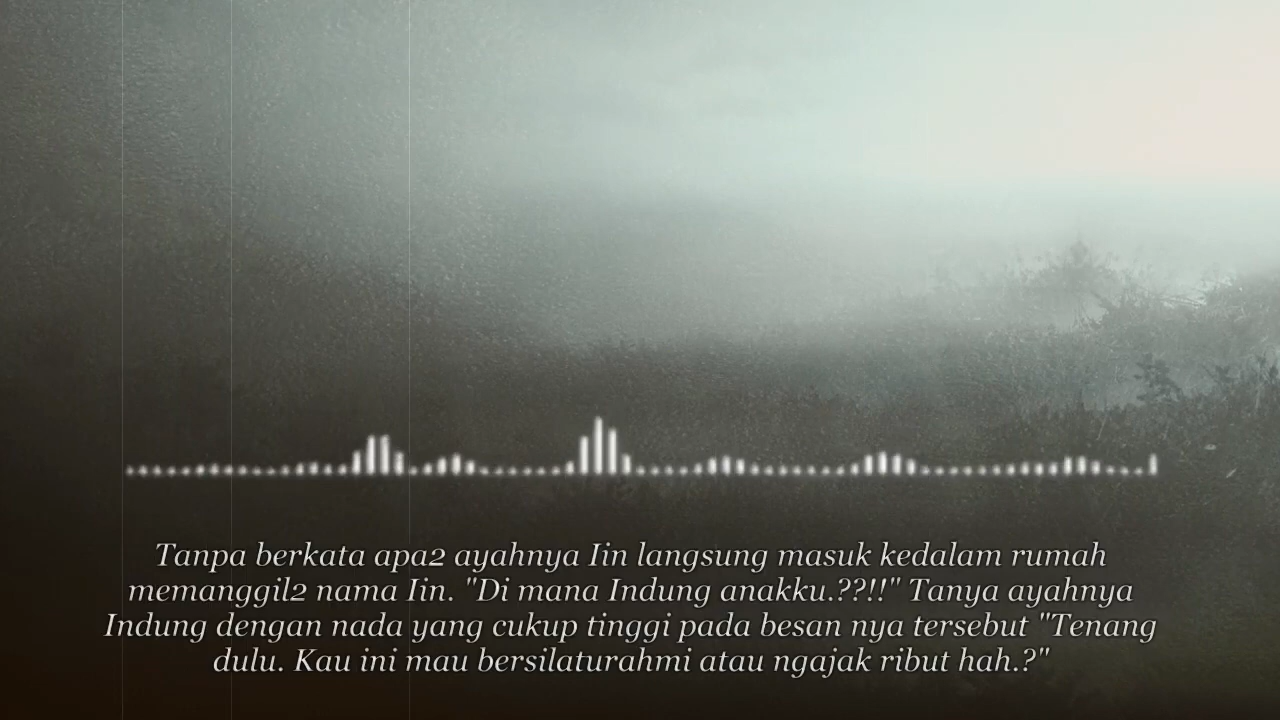 Tanpa berkata apa2 ayahnya Iin langsung masuk kedalam rumah
memanggil2 nama Iin. "Di mana Indung anakku.??!!" Tanya ayahnya
Indung dengan nada yang cukup tinggi pada besan nya tersebut "Tenang
dulu. Kau ini mau bersilaturahmi atau ngajak ribut hah.?"